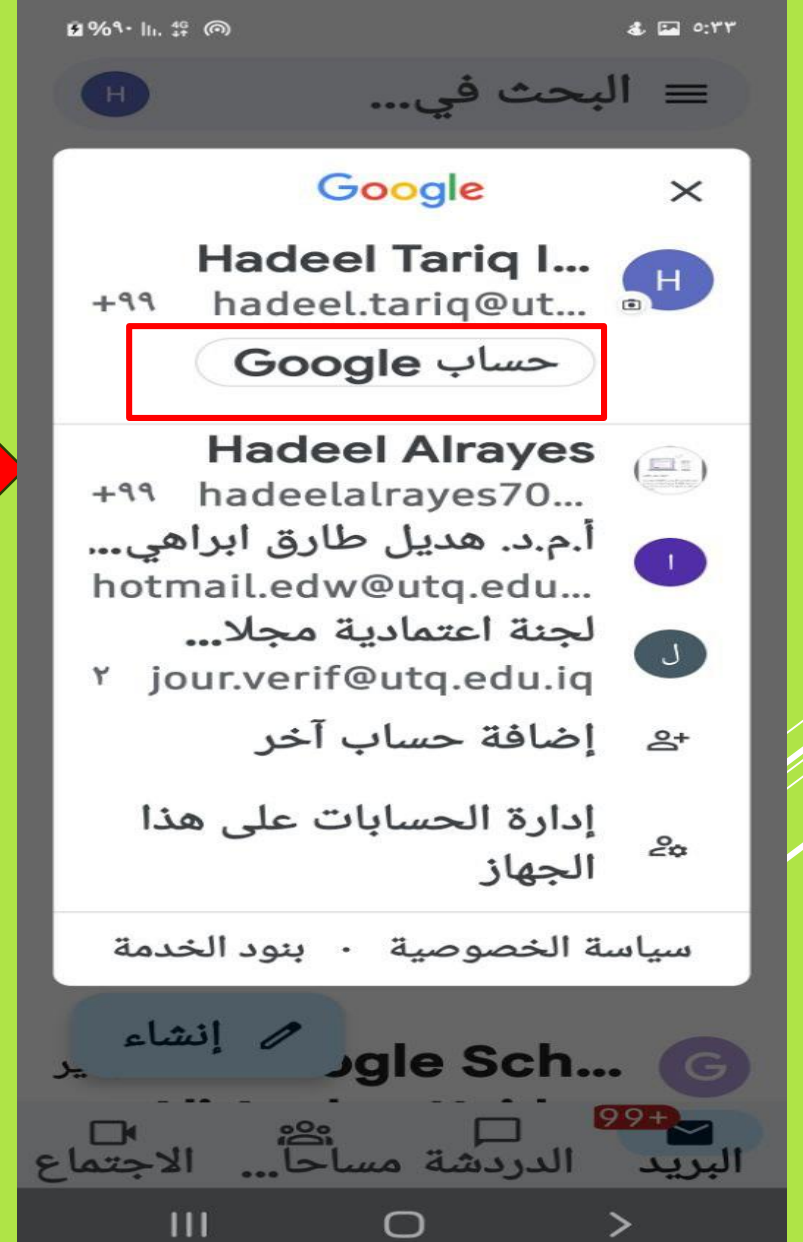 ٩٠% 4G ٥:٣٣
البحث في...
H
Google
Hadeel Tariq I...
H
hadeel.tariq@ut... +٩٩
حساب Google
Hadeel Alrayes
hadeelalrayes70... +٩٩
أ.م.د. هديل طارق ابراهي...
ا
hotmail.edw@utq.edu...
لجنة اعتمادية مجلا...
ل
jour.verif@utq.edu.iq ٢
إضافة حساب آخر
إدارة الحسابات على هذا
الجهاز
سياسة الخصوصية · بنود الخدمة
إنشاء
ogle Sch...
G
99+
البريد الدردشة مساحا... الاجتماع